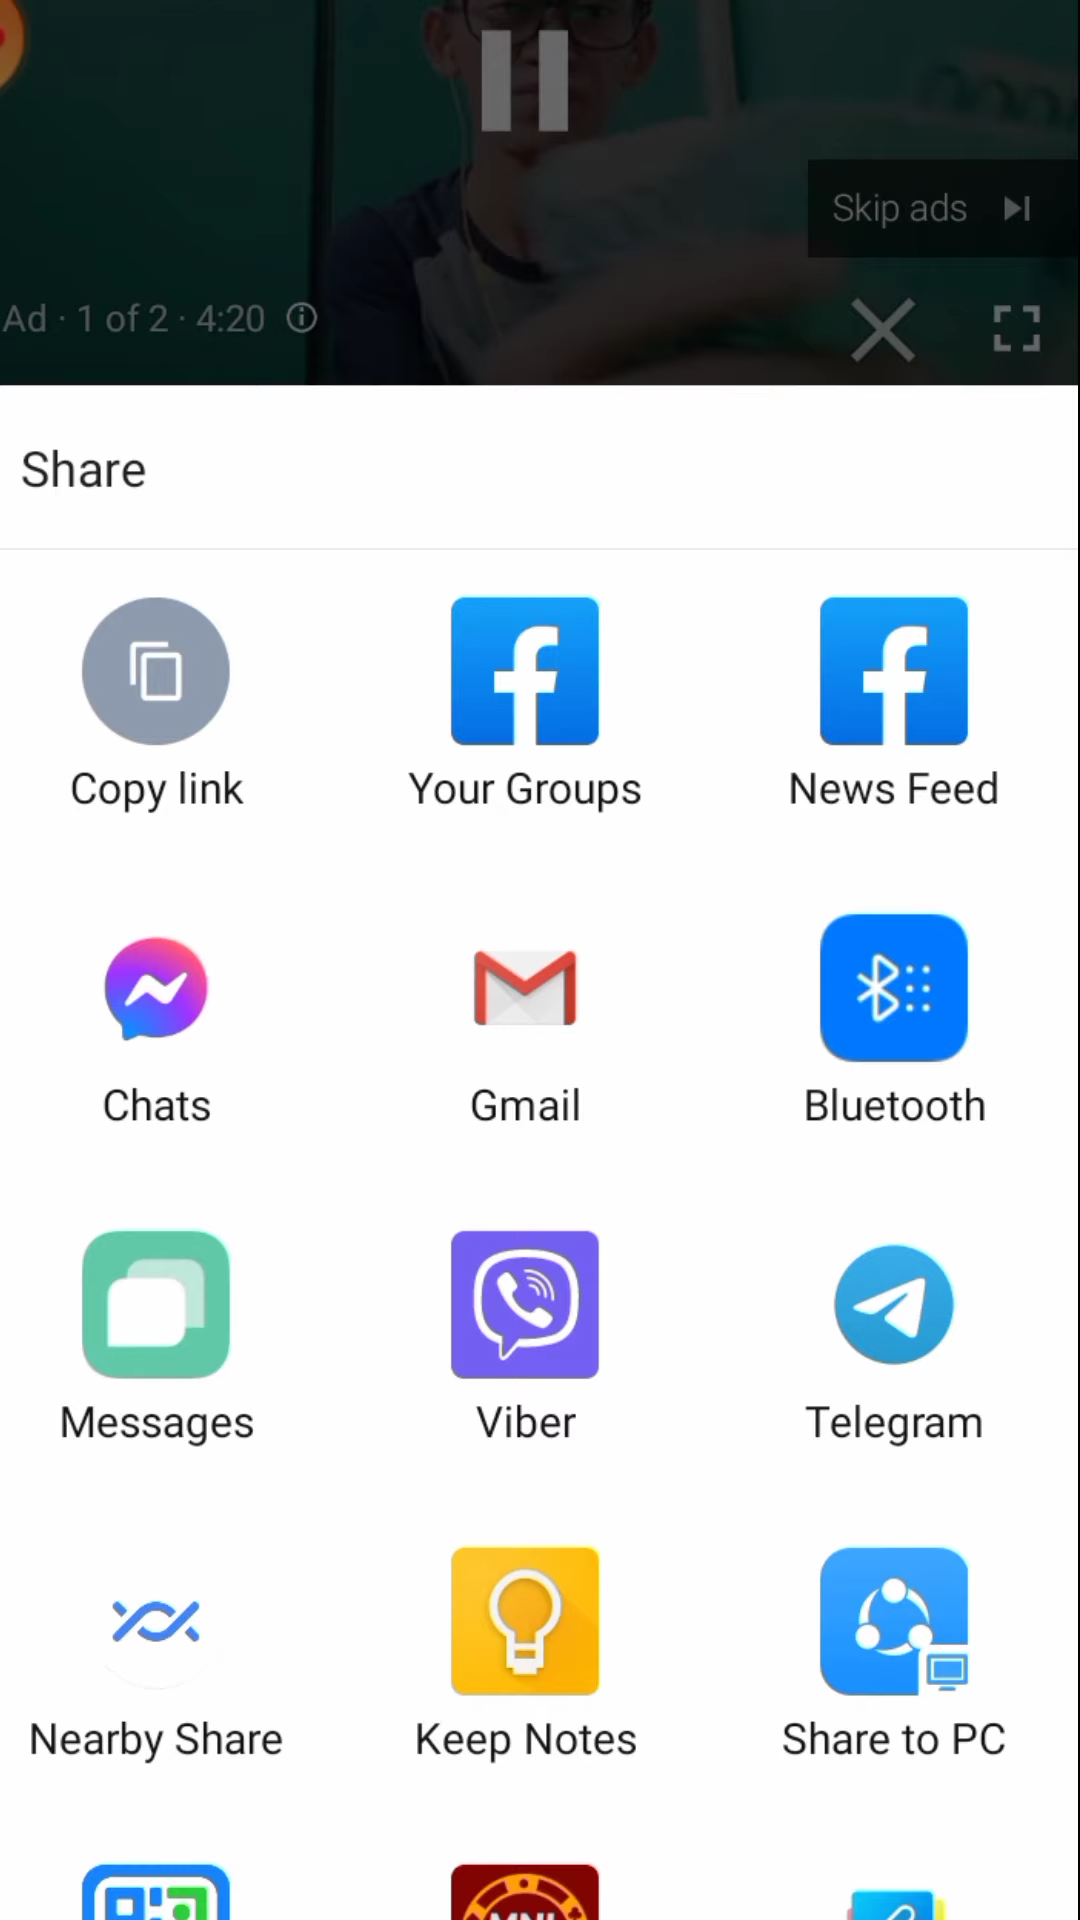 Skip ads
Ad · 1 of 2 · 4:20
Share
Copy link
Your Groups
News Feed
Chats
Gmail
Bluetooth
Messages
Viber
Telegram
Nearby Share
Keep Notes
Share to PC